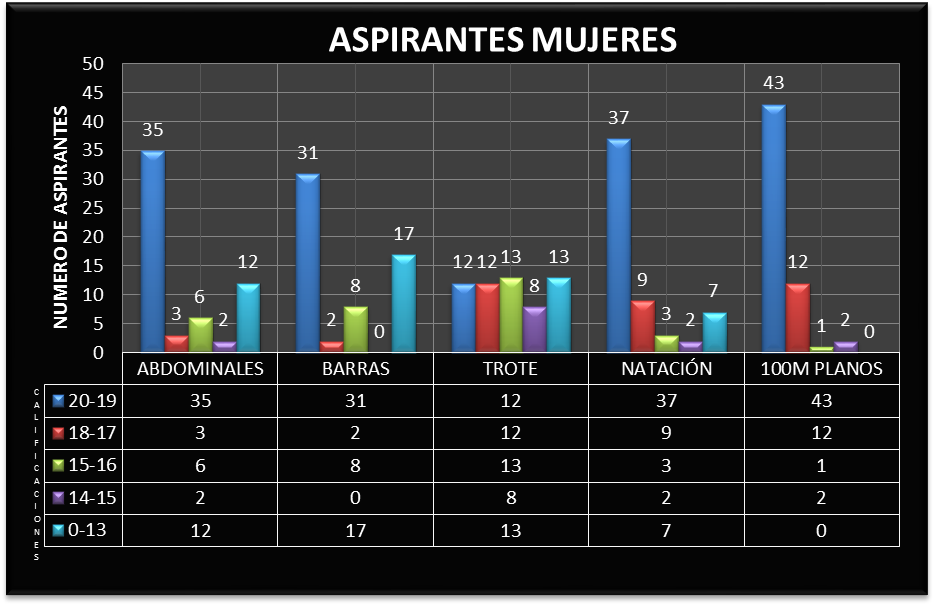 ASPIRANTES MUJERES
NUMERO DE ASPIRANTES
50
45
40
35
30
25
20
15
10
5
0
35 3 6 2 12
31 2 8 0 17
12 12 13 8 13
37 9 3 2 7
43 12 1 2 0
ABDOMINALES BARRAS TROTE NATACIÓN 100M PLANOS
CALIFICACIONES
20-19 35 31 12 37 43
18-17 3 2 12 9 12
15-16 6 8 13 3 1
14-15 2 0 8 2 2
0-13 12 17 13 7 0